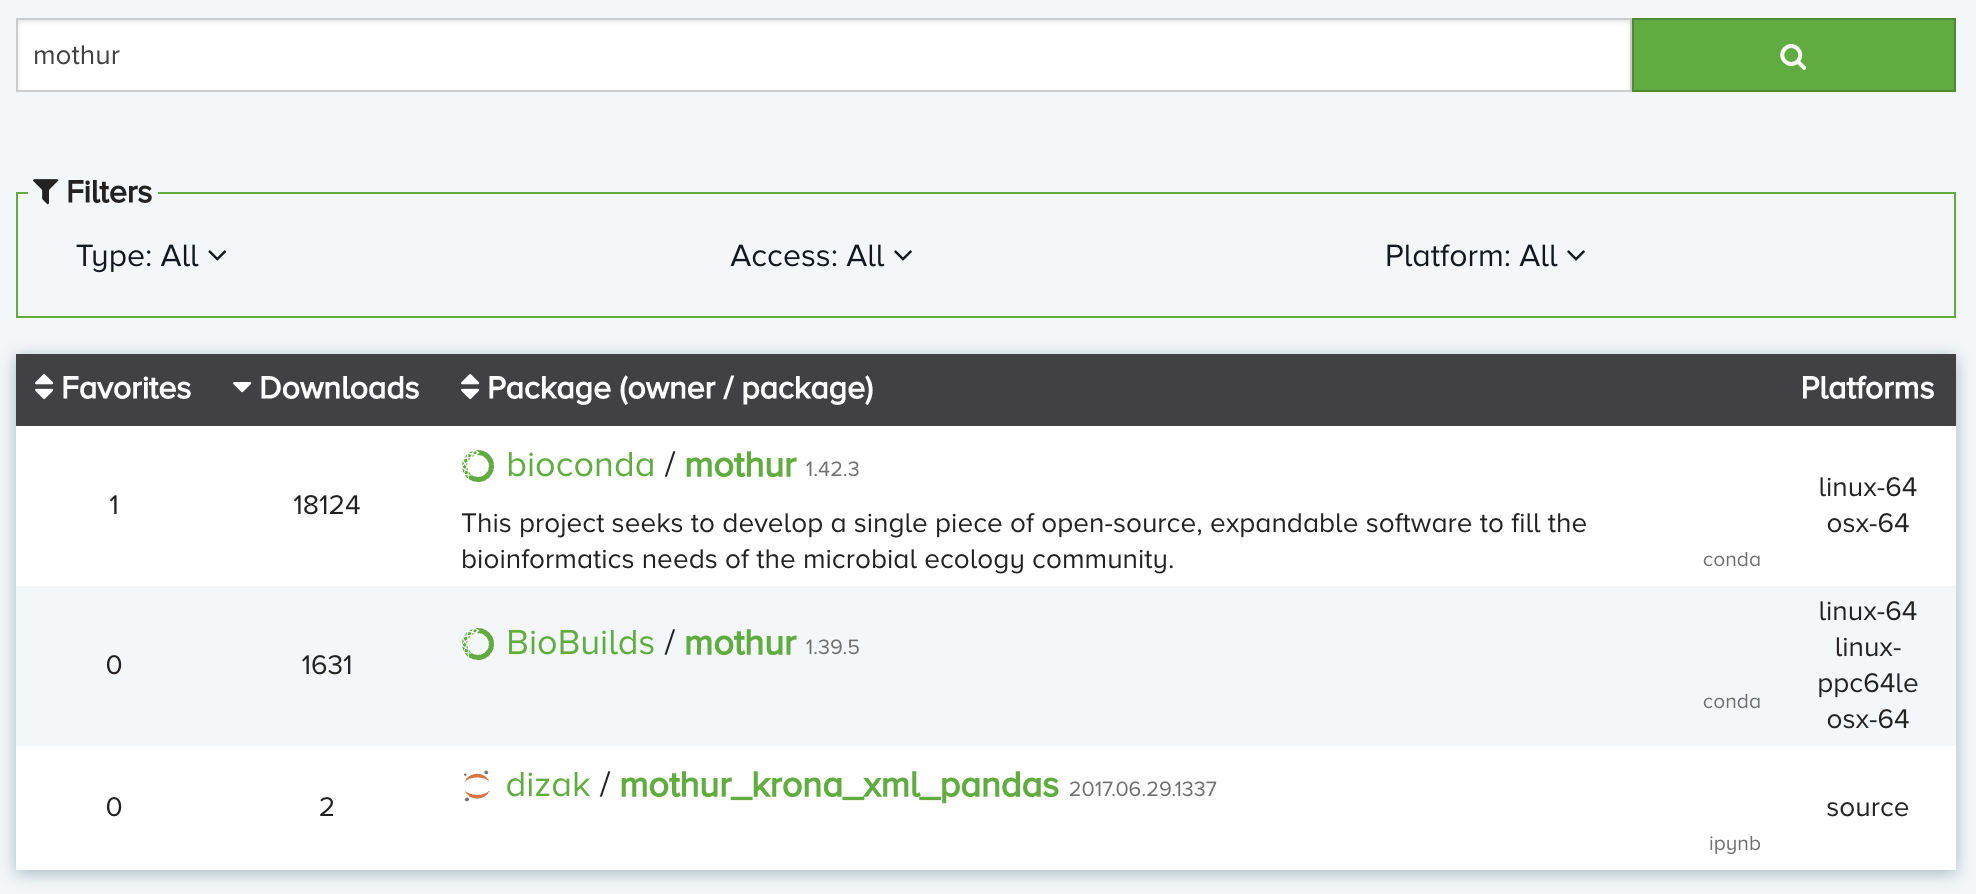 mothur
Filters
Type: All
Access: All
Platform: All
Favorites Downloads Package (owner / package) Platforms
bioconda / mothur 1.42.3
1 18124
This project seeks to develop a single piece of open-source, expandable software to fill the
bioinformatics needs of the microbial ecology community.
conda
linux-64
osx-64
BioBuilds / mothur 1.39.5
0 1631
conda
linux-64
linux-
ppc64le
osx-64
dizak / mothur_krona_xml_pandas 2017.06.29.1337
0 2
ipynb
source